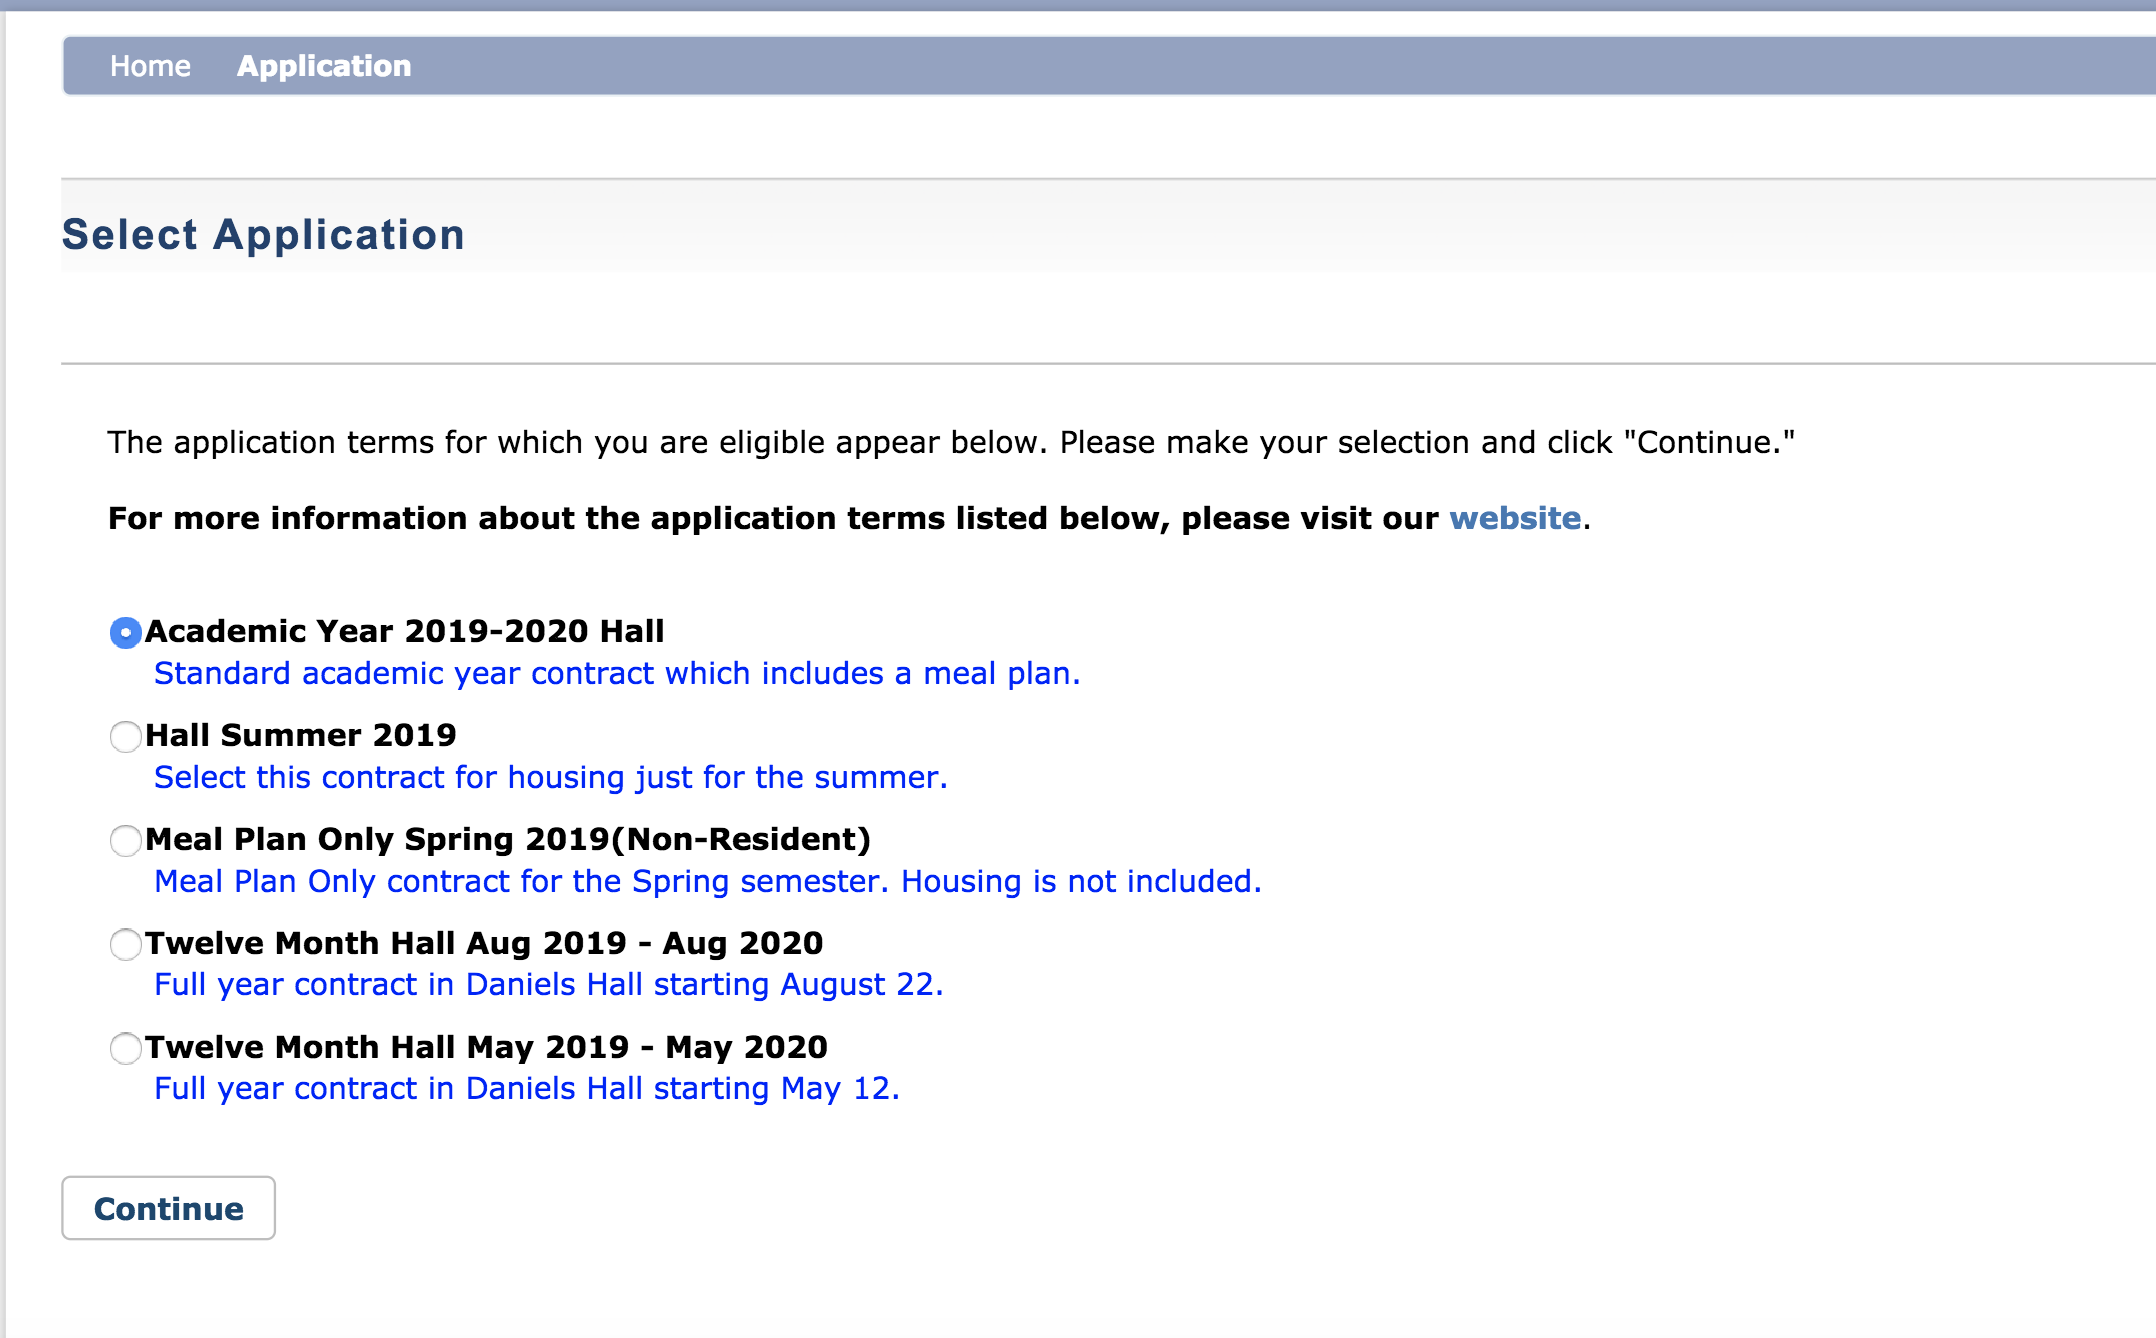 Home Application
Select Application
The application terms for which you are eligible appear below. Please make your selection and click "Continue."
For more information about the application terms listed below, please visit our website.
Academic Year 2019-2020 Hall
Standard academic year contract which includes a meal plan.
Hall Summer 2019
Select this contract for housing just for the summer.
Meal Plan Only Spring 2019(Non-Resident)
Meal Plan Only contract for the Spring semester. Housing is not included.
Twelve Month Hall Aug 2019 - Aug 2020
Full year contract in Daniels Hall starting August 22.
Twelve Month Hall May 2019 - May 2020
Full year contract in Daniels Hall starting May 12.
Continue